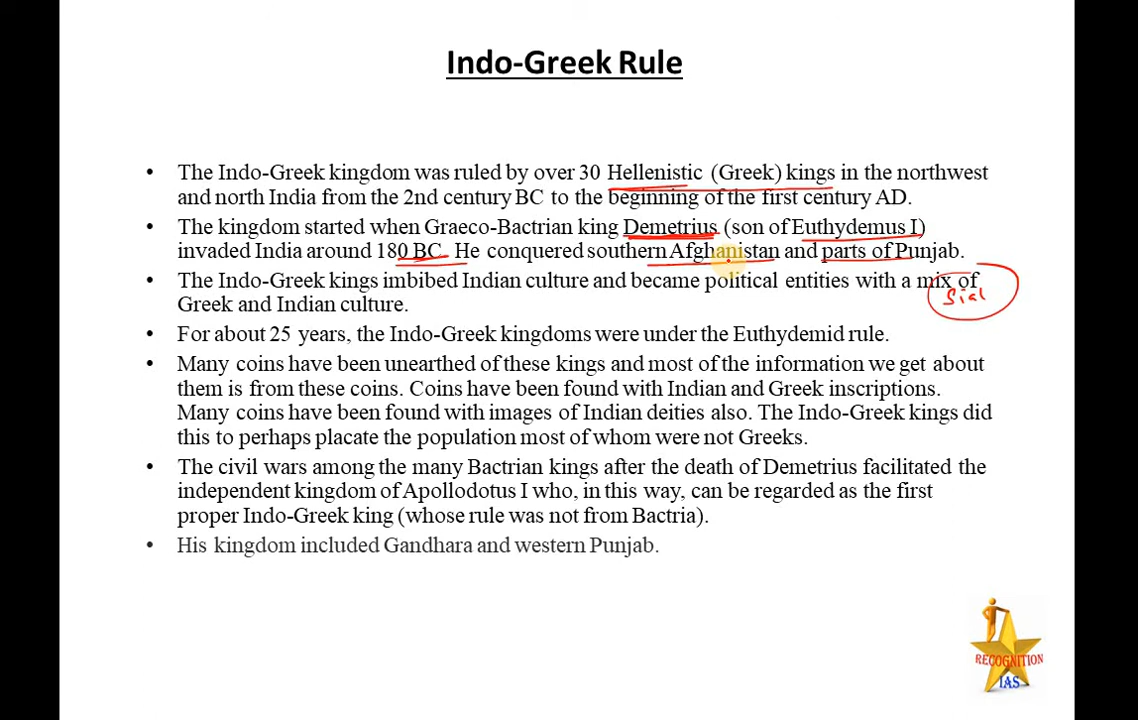 Indo-Greek Rule
• The Indo-Greek kingdom was ruled by over 30 Hellenistic (Greek) kings in the northwest
and north India from the 2nd century BC to the beginning of the first century AD.
• The kingdom started when Graeco-Bactrian king Demetrius (son of Euthydemus I)
invaded India around 180 BC. He conquered southern Afghanistan and parts of Punjab.
• The Indo-Greek kings imbibed Indian culture and became political entities with a mix of
Sial
Greek and Indian culture.
• For about 25 years, the Indo-Greek kingdoms were under the Euthydemid rule.
• Many coins have been unearthed of these kings and most of the information we get about
them is from these coins. Coins have been found with Indian and Greek inscriptions.
Many coins have been found with images of Indian deities also. The Indo-Greek kings did
this to perhaps placate the population most of whom were not Greeks.
• The civil wars among the many Bactrian kings after the death of Demetrius facilitated the
independent kingdom of Apollodotus I who, in this way, can be regarded as the first
proper Indo-Greek king (whose rule was not from Bactria).
• His kingdom included Gandhara and western Punjab.
RECOGNITION
IAS